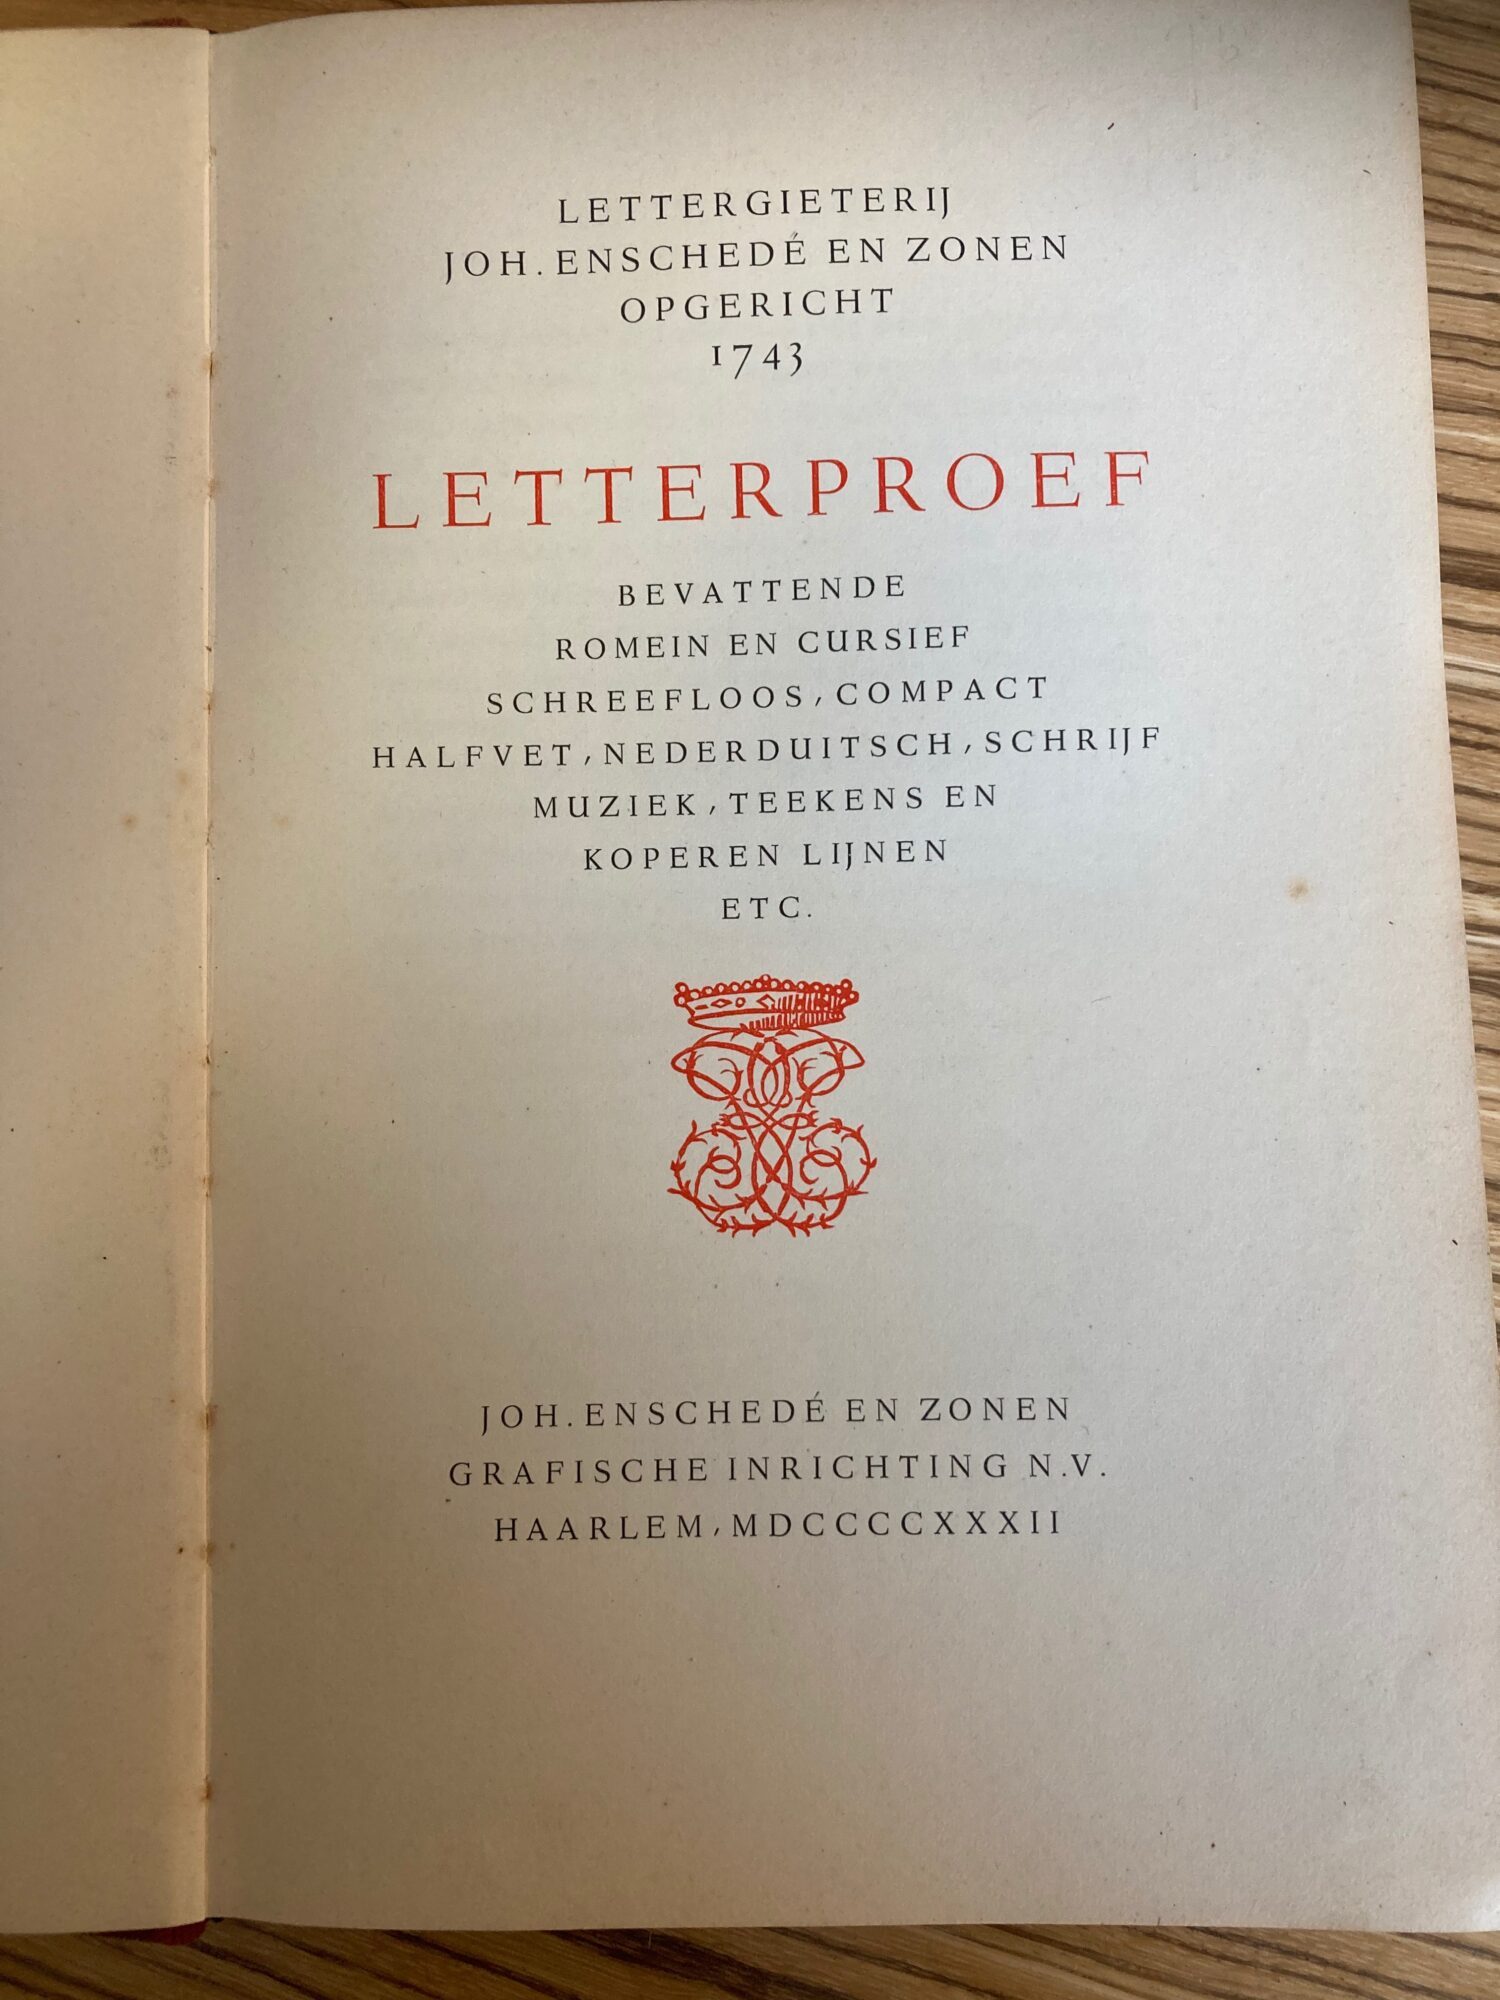 LETTERGIETERIJ
JOH. ENSCHEDÉ EN ZONEN
OPGERICHT
1743
LETTERPROEF
BEVATTENDE
ROMEIN EN CURSIEF
SCHREEFLOOS, COMPACT
HALFVET, NEDERDUITSCH, SCHRIJF
MUZIEK, TEEKENS EN
KOPEREN LIJNEN
ETC.
JOH. ENSCHEDÉ EN ZONEN
GRAFISCHE INRICHTING N.V.
HAARLEM, MDCCCCXXXII